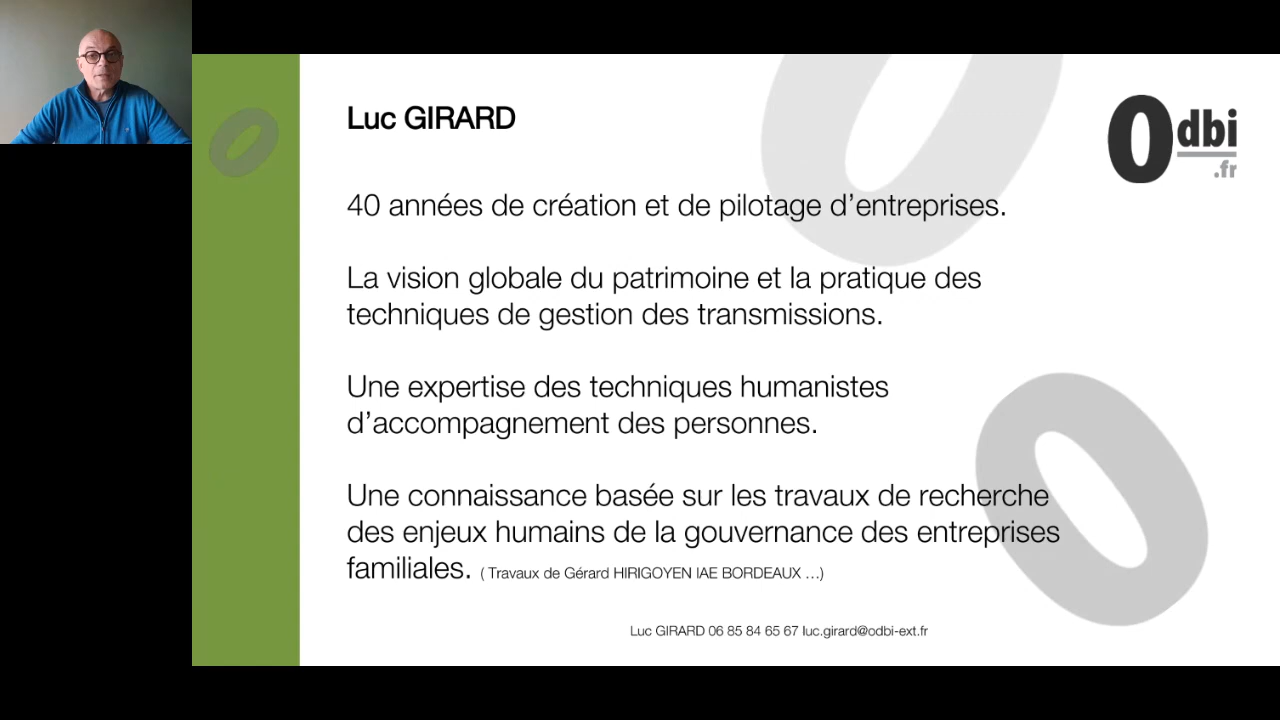 Luc GIRARD
Odbi
.fr
40 années de création et de pilotage d’entreprises.
La vision globale du patrimoine et la pratique des
techniques de gestion des transmissions.
Une expertise des techniques humanistes
d’accompagnement des personnes.
Une connaissance basée sur les travaux de recherche
des enjeux humains de la gouvernance des entreprises
familiales. ( Travaux de Gérard HIRIGOYEN IAE BORDEAUX ...)
Luc GIRARD 06 85 84 65 67 luc.girard@odbi-ext.fr